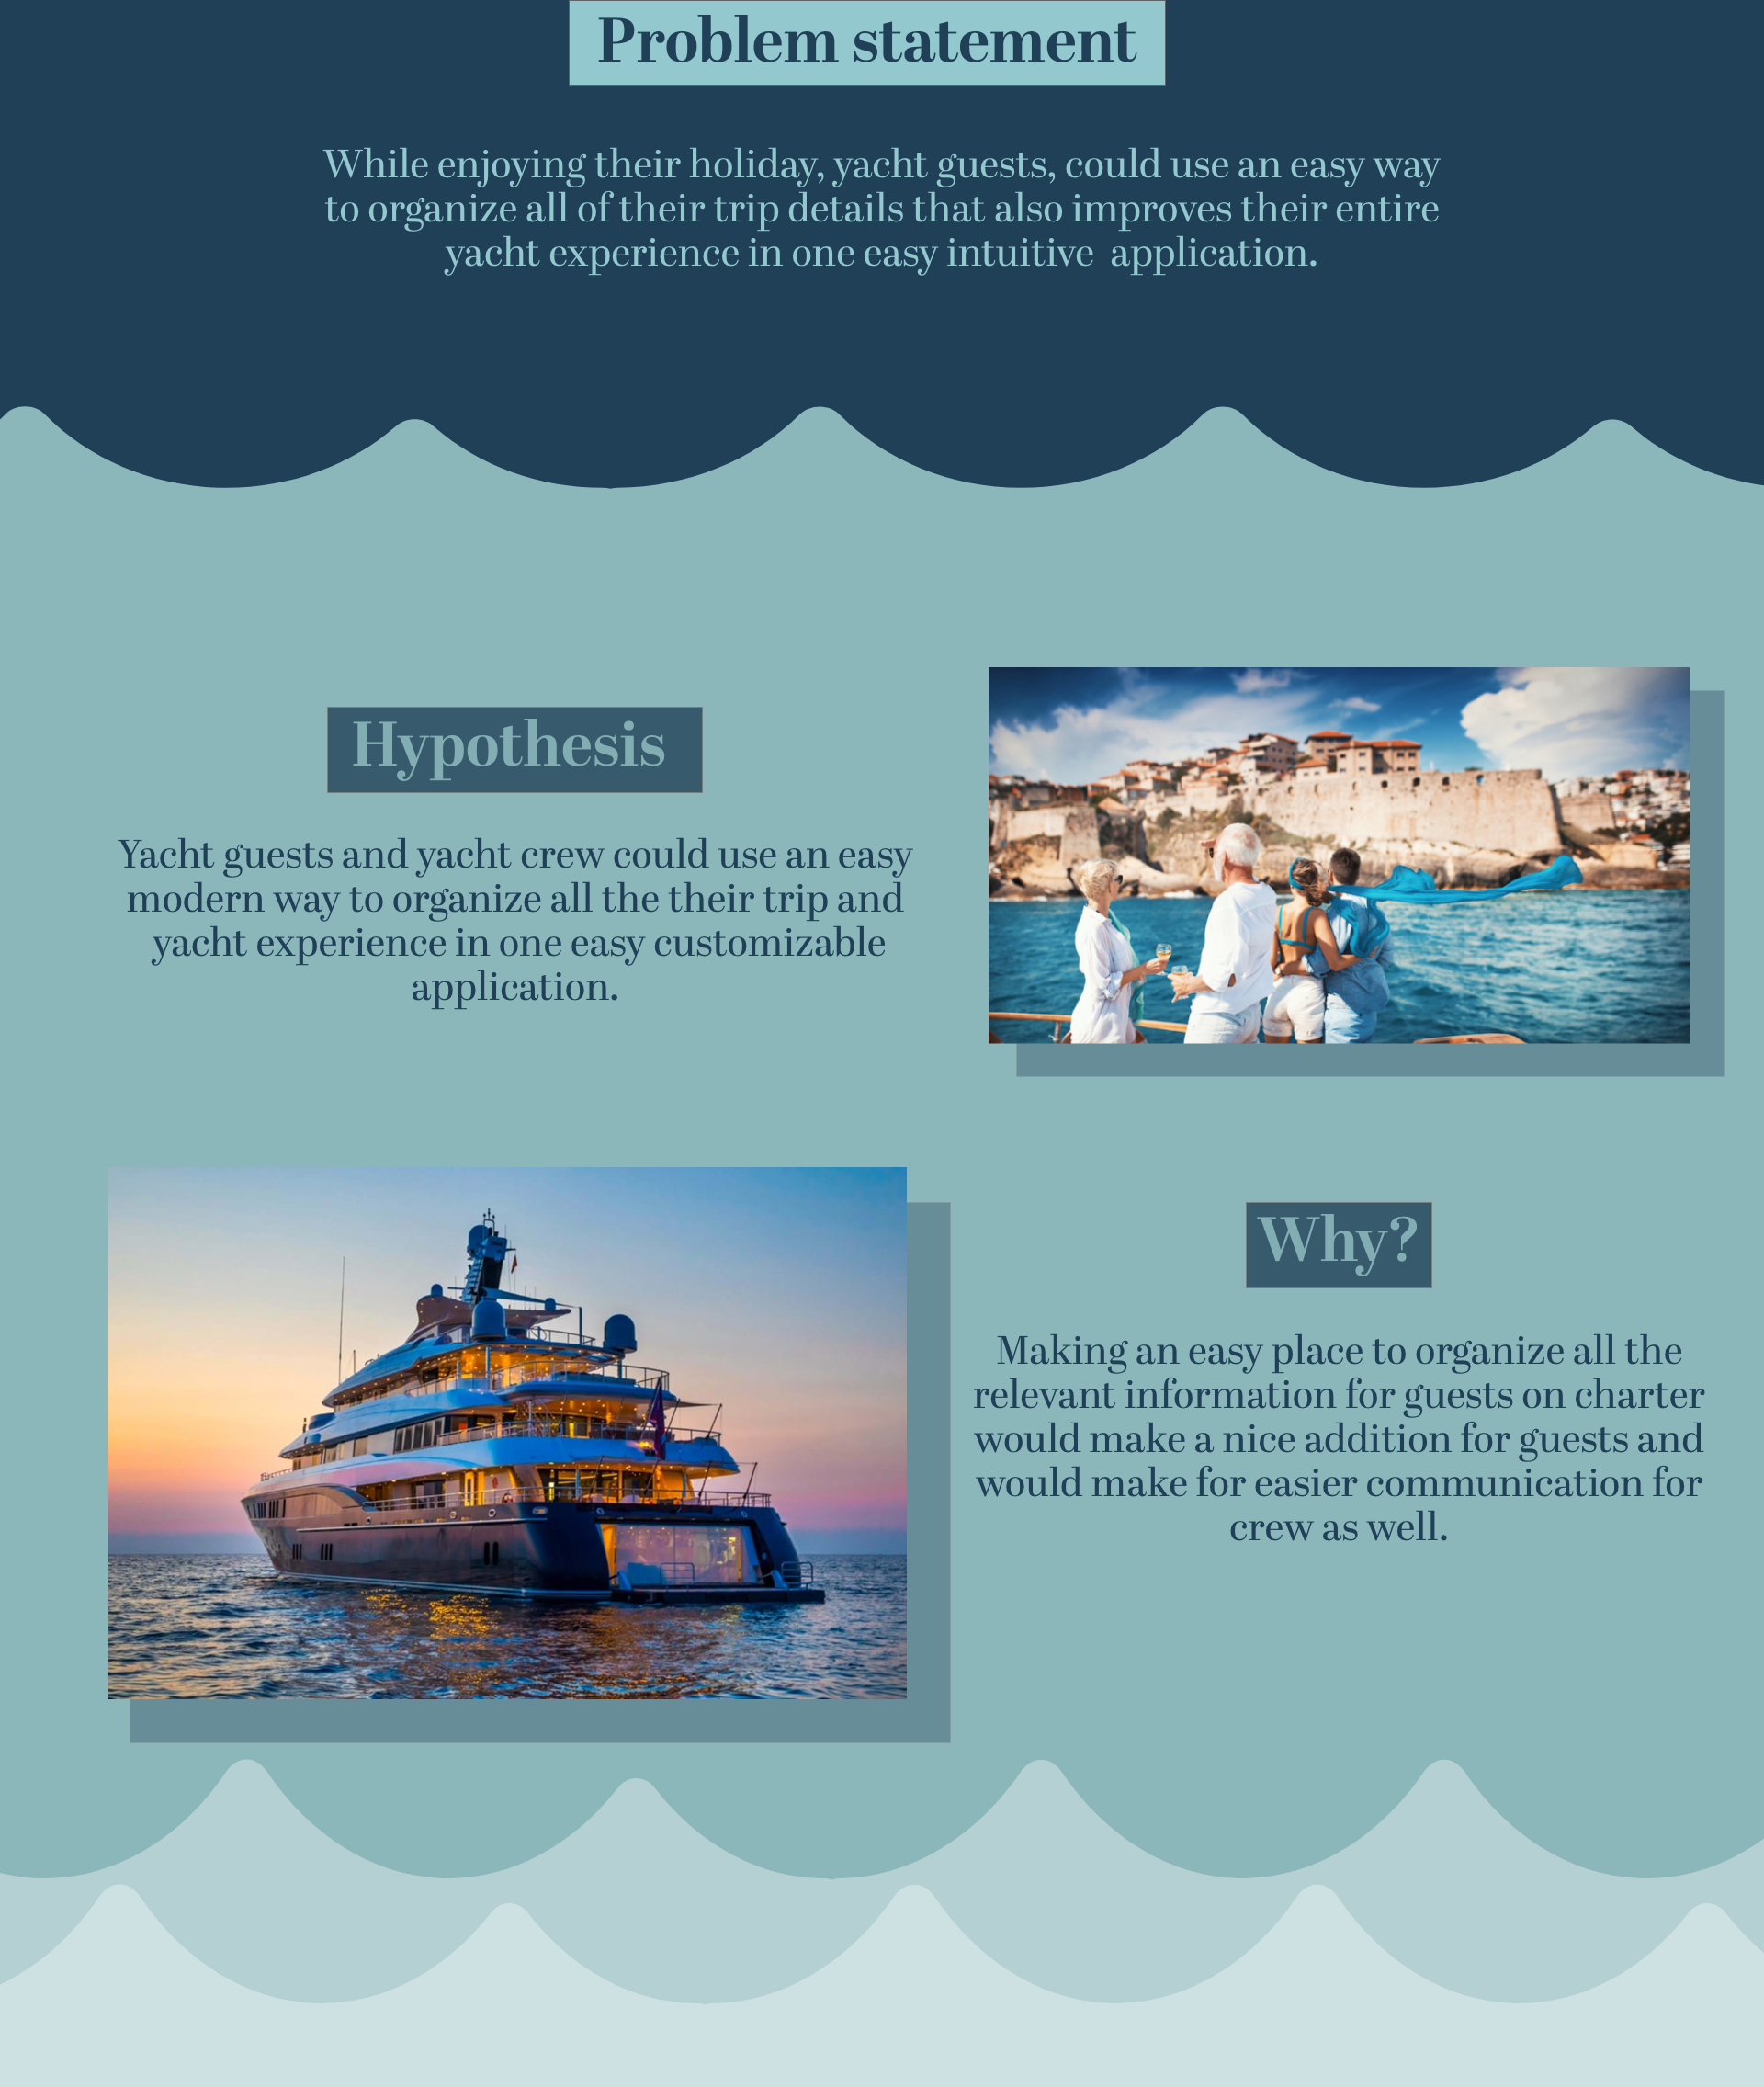 Problem statement
While enjoying their holiday, yacht guests, could use an easy way
to organize all of their trip details that also improves their entire
yacht experience in one easy intuitive  application.
Hypothesis
Yacht guests and yacht crew could use an easy
modern way to organize all the their trip and
yacht experience in one easy customizable
application.
Why?
Making an easy place to organize all the
relevant information for guests on charter
would make a nice addition for guests and
would make for easier communication for
crew as well.